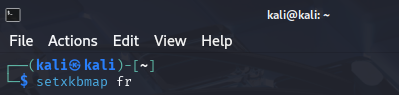 kali@kali: ~
File Actions Edit View Help
┌──(kali㉿kali)-[~]
└─$ setxkbmap fr